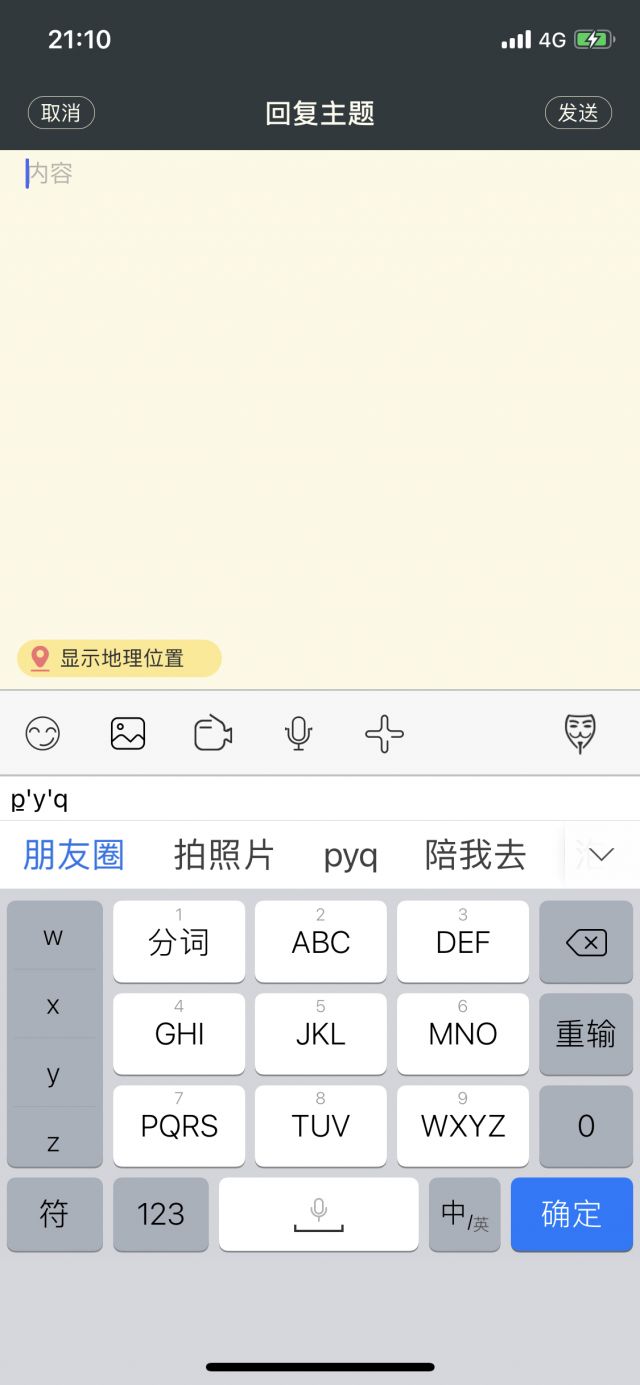 21:10 4G
取消 回复主题 发送
内容
显示地理位置
p'y'q
朋友圈 拍照片 pyq 陪我去
w
x
y
z
1 2 3
分词 ABC DEF
4 5 6
GHI JKL MNO 重输
7 8 9
PQRS TUV WXYZ 0
符 123 中/英 确定